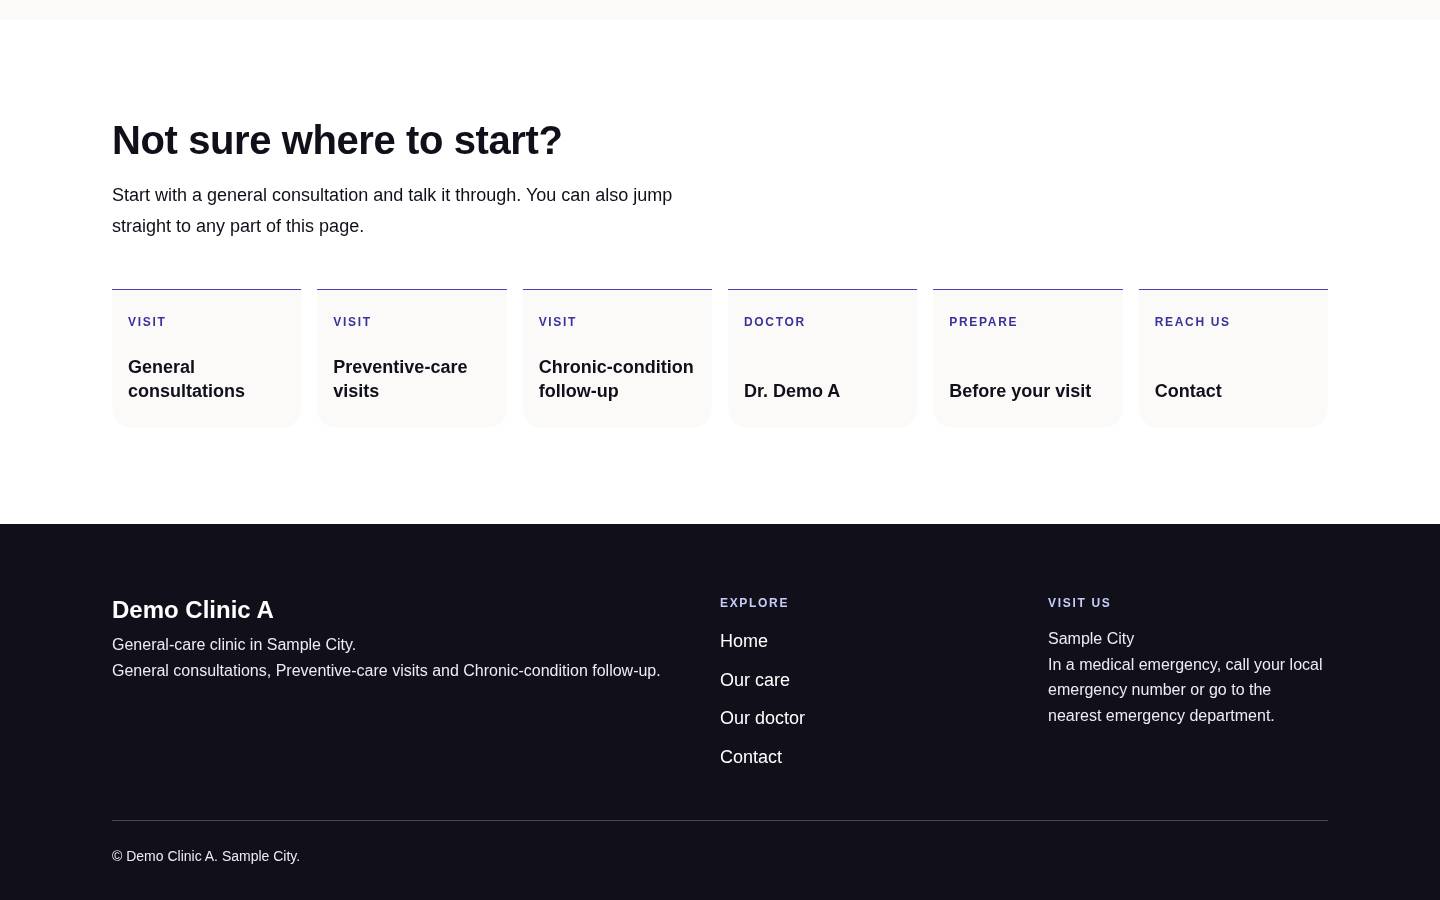 Not sure where to start?
Start with a general consultation and talk it through. You can also jump
straight to any part of this page.
VISIT
General
consultations
VISIT
Preventive-care
visits
VISIT
Chronic-condition
follow-up
DOCTOR
Dr. Demo A
PREPARE
Before your visit
REACH US
Contact
Demo Clinic A
General-care clinic in Sample City.
General consultations, Preventive-care visits and Chronic-condition follow-up.
EXPLORE
Home
Our care
Our doctor
Contact
VISIT US
Sample City
In a medical emergency, call your local
emergency number or go to the
nearest emergency department.
© Demo Clinic A. Sample City.